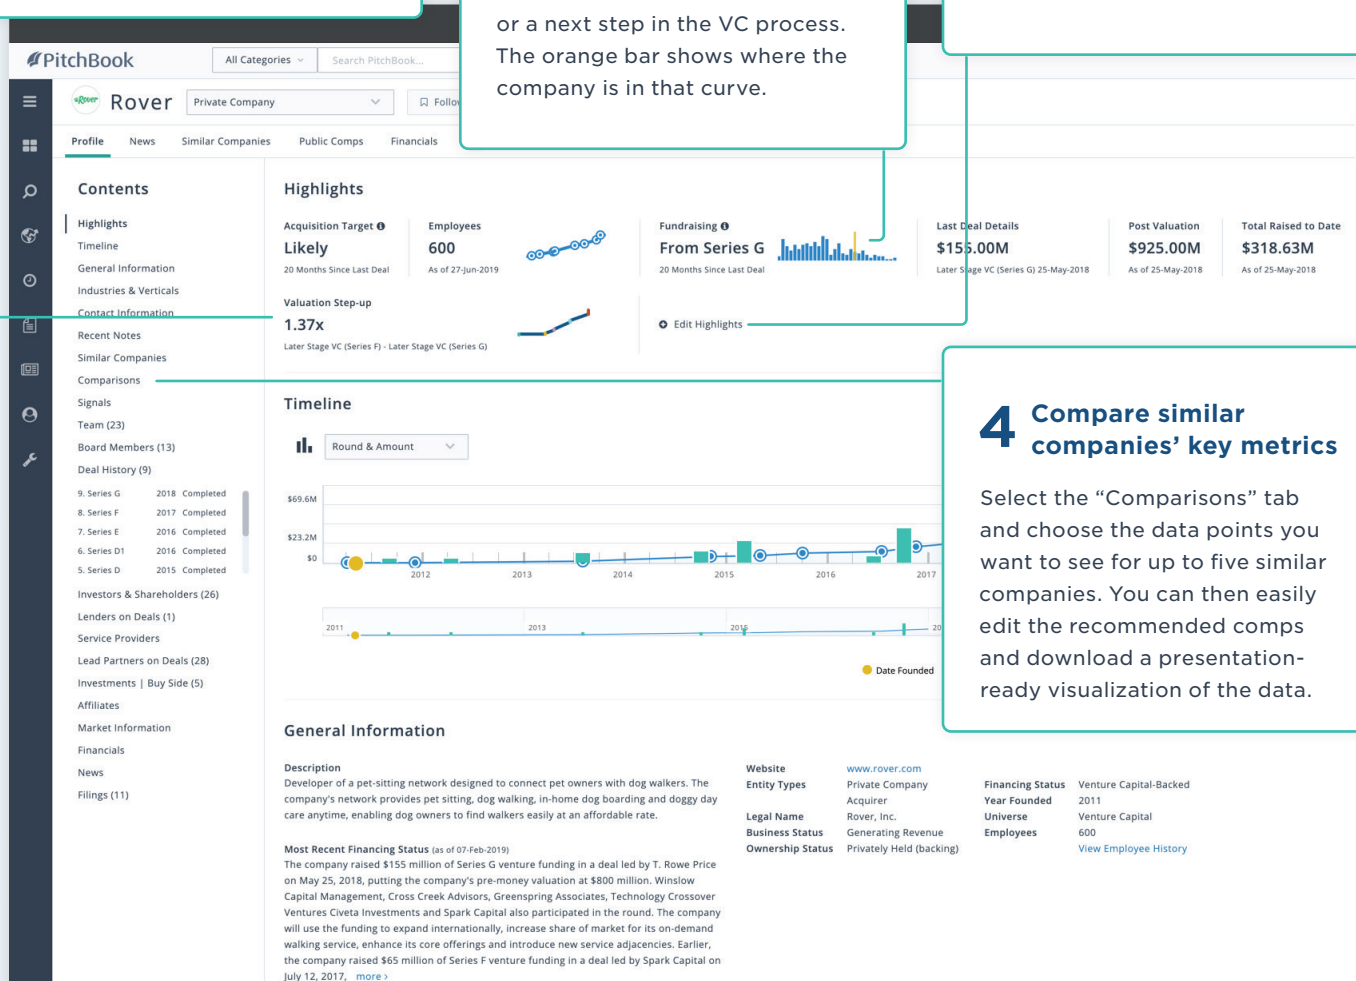 or a next step in the VC process.
The orange bar shows where the
company is in that curve.
PitchBook
All Categories
Search PitchBook...
Rover
Rover
Private Company
Profile
News
Similar Companies
Public Comps
Financials
Contents
Highlights
Timeline
General Information
Industries & Verticals
Contact Information
Recent Notes
Similar Companies
Comparisons
Signals
Team (23)
Board Members (13)
Deal History (9)
9. Series G 2018 Completed
8. Series F 2017 Completed
7. Series E 2016 Completed
6. Series D1 2016 Completed
5. Series D 2015 Completed
Investors & Shareholders (26)
Lenders on Deals (1)
Service Providers
Lead Partners on Deals (28)
Investments | Buy Side (5)
Affiliates
Market Information
Financials
News
Filings (11)
Highlights
Acquisition Target
Likely
20 Months Since Last Deal
Employees
600
As of 27-Jun-2019
Fundraising
From Series G
20 Months Since Last Deal
Last Deal Details
$155.00M
Later Stage VC (Series G) 25-May-2018
Post Valuation
$925.00M
As of 25-May-2018
Total Raised to Date
$318.63M
As of 25-May-2018
Valuation Step-up
1.37x
Later Stage VC (Series F) - Later Stage VC (Series G)
Edit Highlights
Timeline
Round & Amount
$69.6M
$23.2M
$0
2012 2013 2014 2015 2016 2017
2011 2013 2015 20
Date Founded
4 Compare similar
companies’ key metrics
Select the “Comparisons” tab
and choose the data points you
want to see for up to five similar
companies. You can then easily
edit the recommended comps
and download a presentation-
ready visualization of the data.
General Information
Description
Developer of a pet-sitting network designed to connect pet owners with dog walkers. The
company's network provides pet sitting, dog walking, in-home dog boarding and doggy day
care anytime, enabling dog owners to find walkers easily at an affordable rate.
Most Recent Financing Status (as of 07-Feb-2019)
The company raised $155 million of Series G venture funding in a deal led by T. Rowe Price
on May 25, 2018, putting the company's pre-money valuation at $800 million. Winslow
Capital Management, Cross Creek Advisors, Greenspring Associates, Technology Crossover
Ventures Civeta Investments and Spark Capital also participated in the round. The company
will use the funding to expand internationally, increase share of market for its on-demand
walking service, enhance its core offerings and introduce new service adjacencies. Earlier,
the company raised $65 million of Series F venture funding in a deal led by Spark Capital on
July 12, 2017, more ›
Website www.rover.com
Entity Types Private Company
Acquirer
Legal Name Rover, Inc.
Business Status Generating Revenue
Ownership Status Privately Held (backing)
Financing Status Venture Capital-Backed
Year Founded 2011
Universe Venture Capital
Employees 600
View Employee History